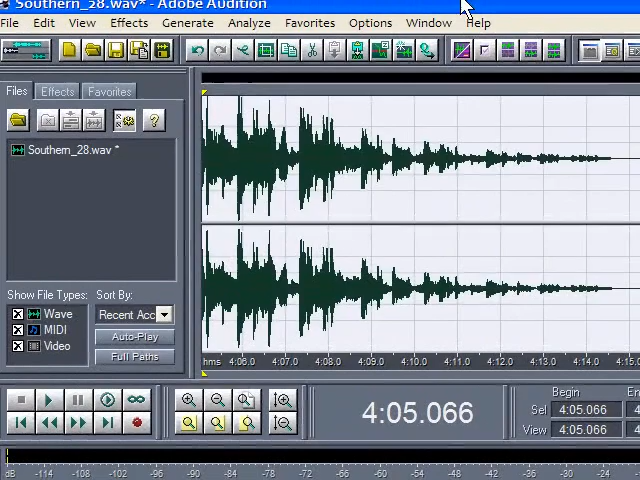 Southern_28.wav* - Adobe Audition
File Edit View Effects Generate Analyze Favorites Options Window Help
Files Effects Favorites
Southern_28.wav *
Show File Types: Sort By:
Wave Recent Acc
MIDI Auto-Play
Video Full Paths
hms 4:06.0 4:07.0 4:08.0 4:09.0 4:10.0 4:11.0 4:12.0 4:13.0 4:14.0 4:15.0
4:05.066
Begin
Sel 4:05.066
View 4:05.066
dB -114 -108 -102 -96 -90 -84 -78 -72 -66 -60 -54 -48 -42 -36 -30 -24